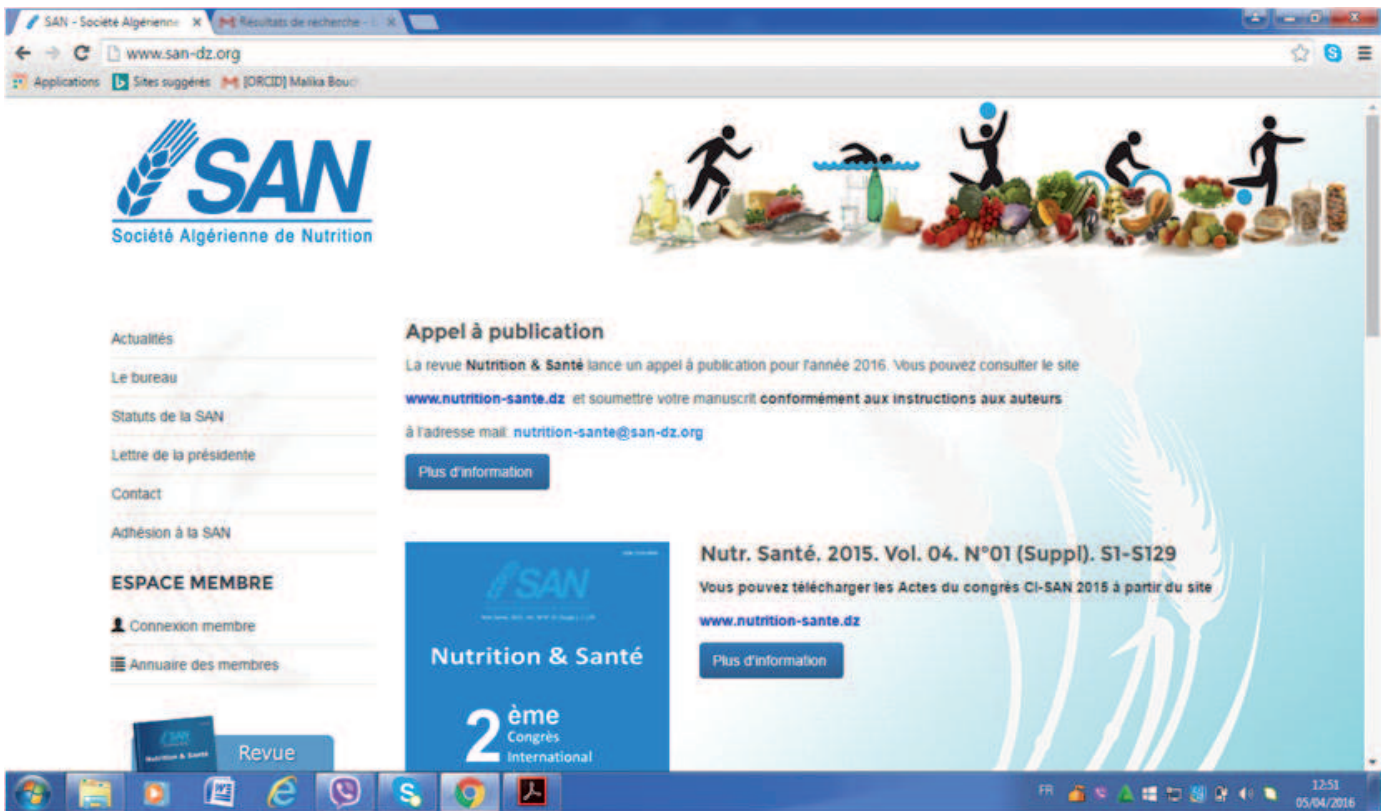 SAN - Société Algérienne
Résultats de recherche -
www.san-dz.org
Applications
Sites suggérés
[ORCID] Malika Bouc
SAN
Société Algérienne de Nutrition
Actualités
Le bureau
Statuts de la SAN
Lettre de la présidente
Contact
Adhésion à la SAN
ESPACE MEMBRE
Connexion membre
Annuaire des membres
Nutrition & Santé
Revue
Appel à publication
La revue Nutrition & Santé lance un appel à publication pour l'année 2016. Vous pouvez consulter le site
www.nutrition-sante.dz et soumettre votre manuscrit conformément aux instructions aux auteurs
à l'adresse mail: nutrition-sante@san-dz.org
Plus d'information
SAN
Nutrition & Santé
2ème
Congrès
International
Nutr. Santé. 2015. Vol. 04. N°01 (Suppl). S1-S129
Vous pouvez télécharger les Actes du congrès CI-SAN 2015 à partir du site
www.nutrition-sante.dz
Plus d'information
FR
12:51
05/04/2016